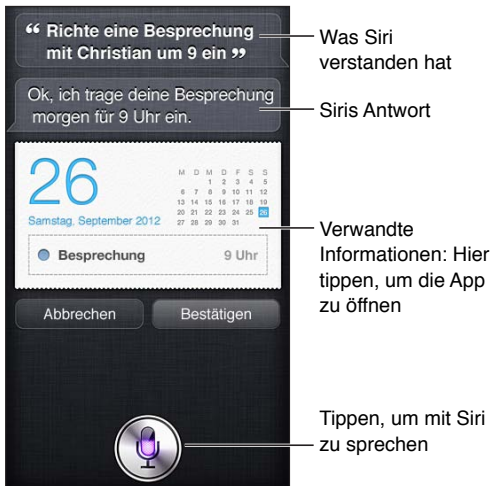 “ Richte eine Besprechung
mit Christian um 9 ein ”
Was Siri
verstanden hat
Ok, ich trage deine Besprechung
morgen für 9 Uhr ein.
Siris Antwort
26
Samstag, September 2012
M D M D F S S
1 2 3 4 5
6 7 8 9 10 11 12
13 14 15 16 17 18 19
20 21 22 23 24 25 26
27 28 29 30 31
Besprechung 9 Uhr
Verwandte
Informationen: Hier
tippen, um die App
zu öffnen
Abbrechen Bestätigen
Tippen, um mit Siri
zu sprechen